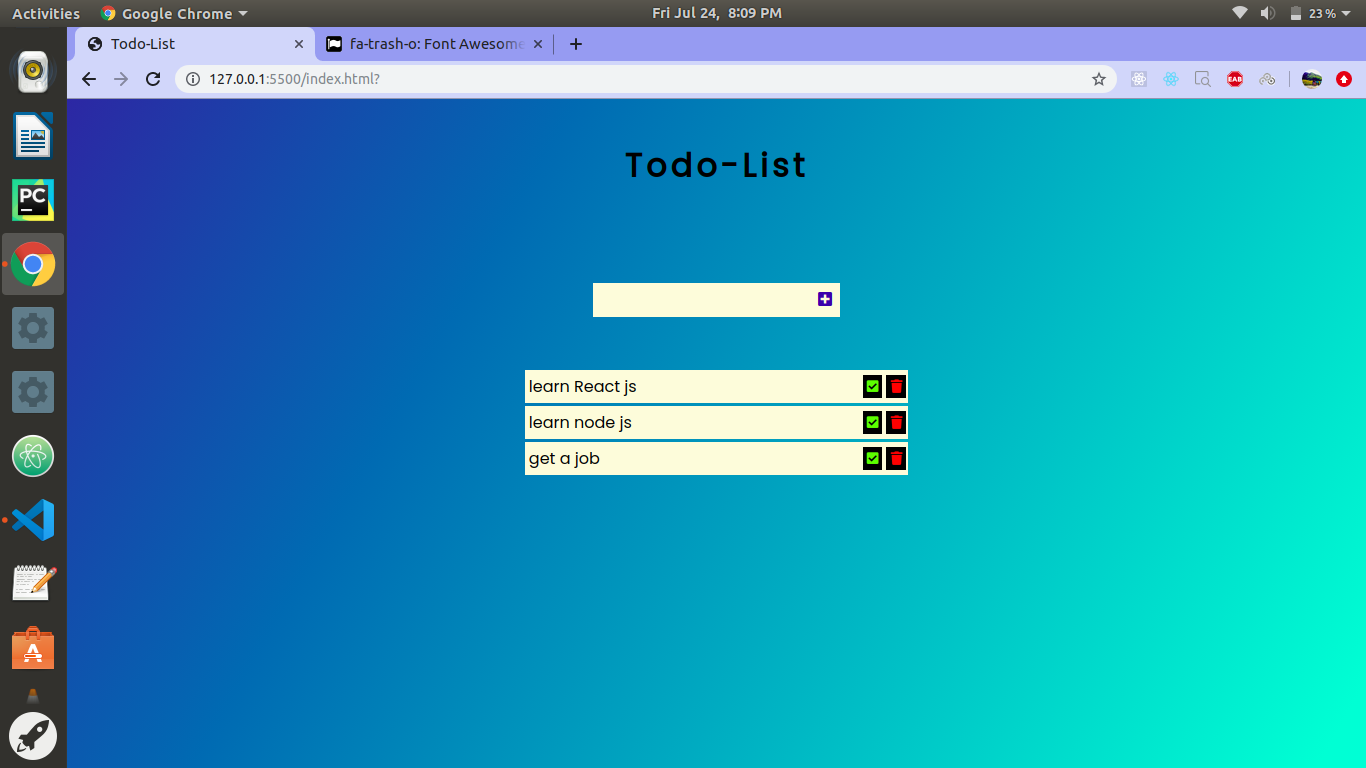 Activities Google Chrome Fri Jul 24, 8:09 PM 23 %
Todo-List fa-trash-o: Font Awesome
127.0.0.1:5500/index.html? EAB
Todo-List
learn React js
learn node js
get a job
PC
A